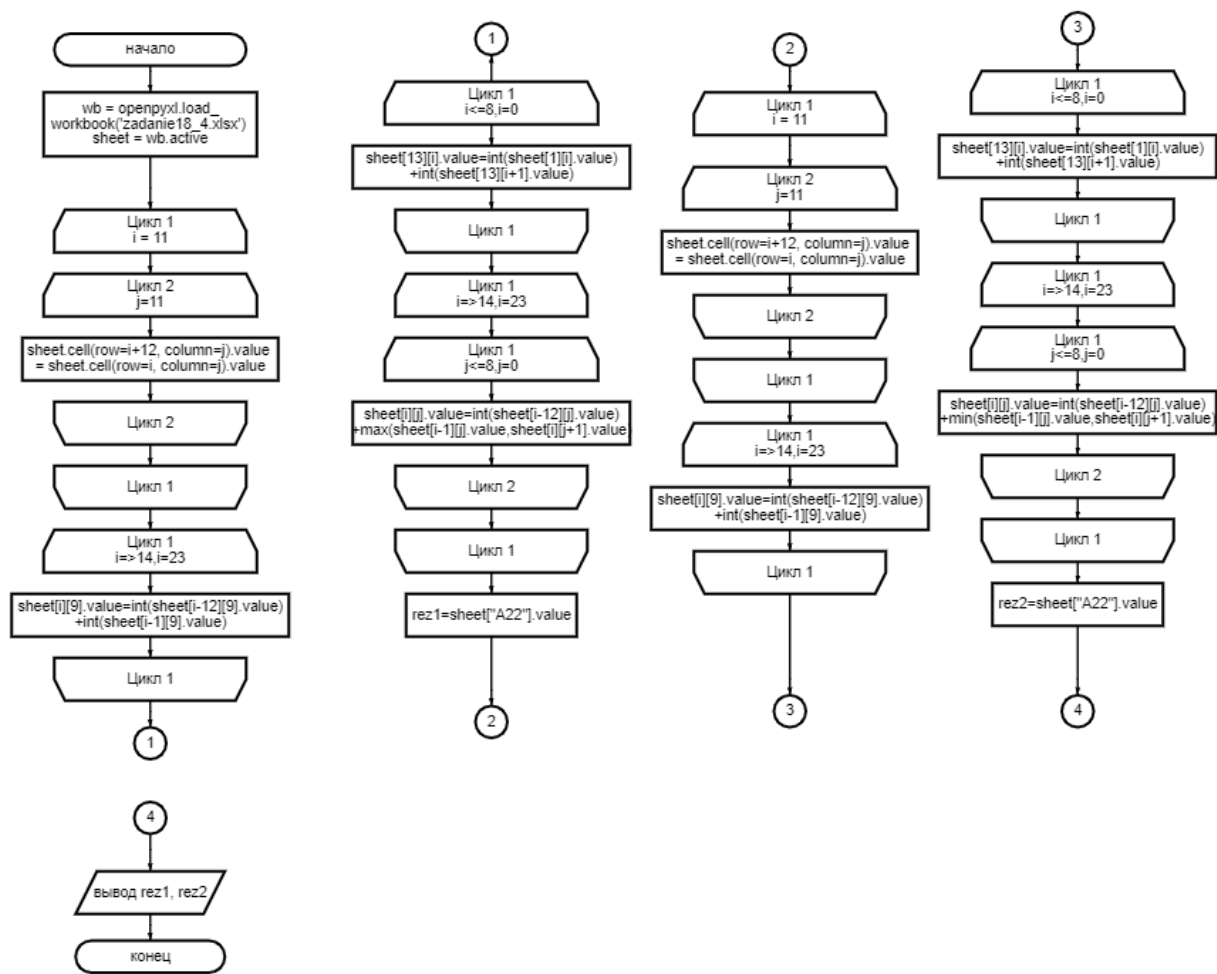 начало
wb = openpyxl.load_
workbook('zadanie18_4.xlsx')
sheet = wb.active
Цикл 1
i = 11
Цикл 2
j=11
sheet.cell(row=i+12, column=j).value
= sheet.cell(row=i, column=j).value
Цикл 2
Цикл 1
Цикл 1
i=>14,i=23
sheet[i][9].value=int(sheet[i-12][9].value)
+int(sheet[i-1][9].value)
Цикл 1
1
1
Цикл 1
i<=8,i=0
sheet[13][i].value=int(sheet[1][i].value)
+int(sheet[13][i+1].value)
Цикл 1
Цикл 1
i=>14,i=23
Цикл 1
j<=8,j=0
sheet[i][j].value=int(sheet[i-12][j].value)
+max(sheet[i-1][j].value,sheet[i][j+1].value)
Цикл 2
Цикл 1
rez1=sheet["A22"].value
2
2
Цикл 1
i = 11
Цикл 2
j=11
sheet.cell(row=i+12, column=j).value
= sheet.cell(row=i, column=j).value
Цикл 2
Цикл 1
Цикл 1
i=>14,i=23
sheet[i][9].value=int(sheet[i-12][9].value)
+int(sheet[i-1][9].value)
Цикл 1
3
3
Цикл 1
i<=8,i=0
sheet[13][i].value=int(sheet[1][i].value)
+int(sheet[13][i+1].value)
Цикл 1
Цикл 1
i=>14,i=23
Цикл 1
j<=8,j=0
sheet[i][j].value=int(sheet[i-12][j].value)
+min(sheet[i-1][j].value,sheet[i][j+1].value)
Цикл 2
Цикл 1
rez2=sheet["A22"].value
4
4
вывод rez1, rez2
конец